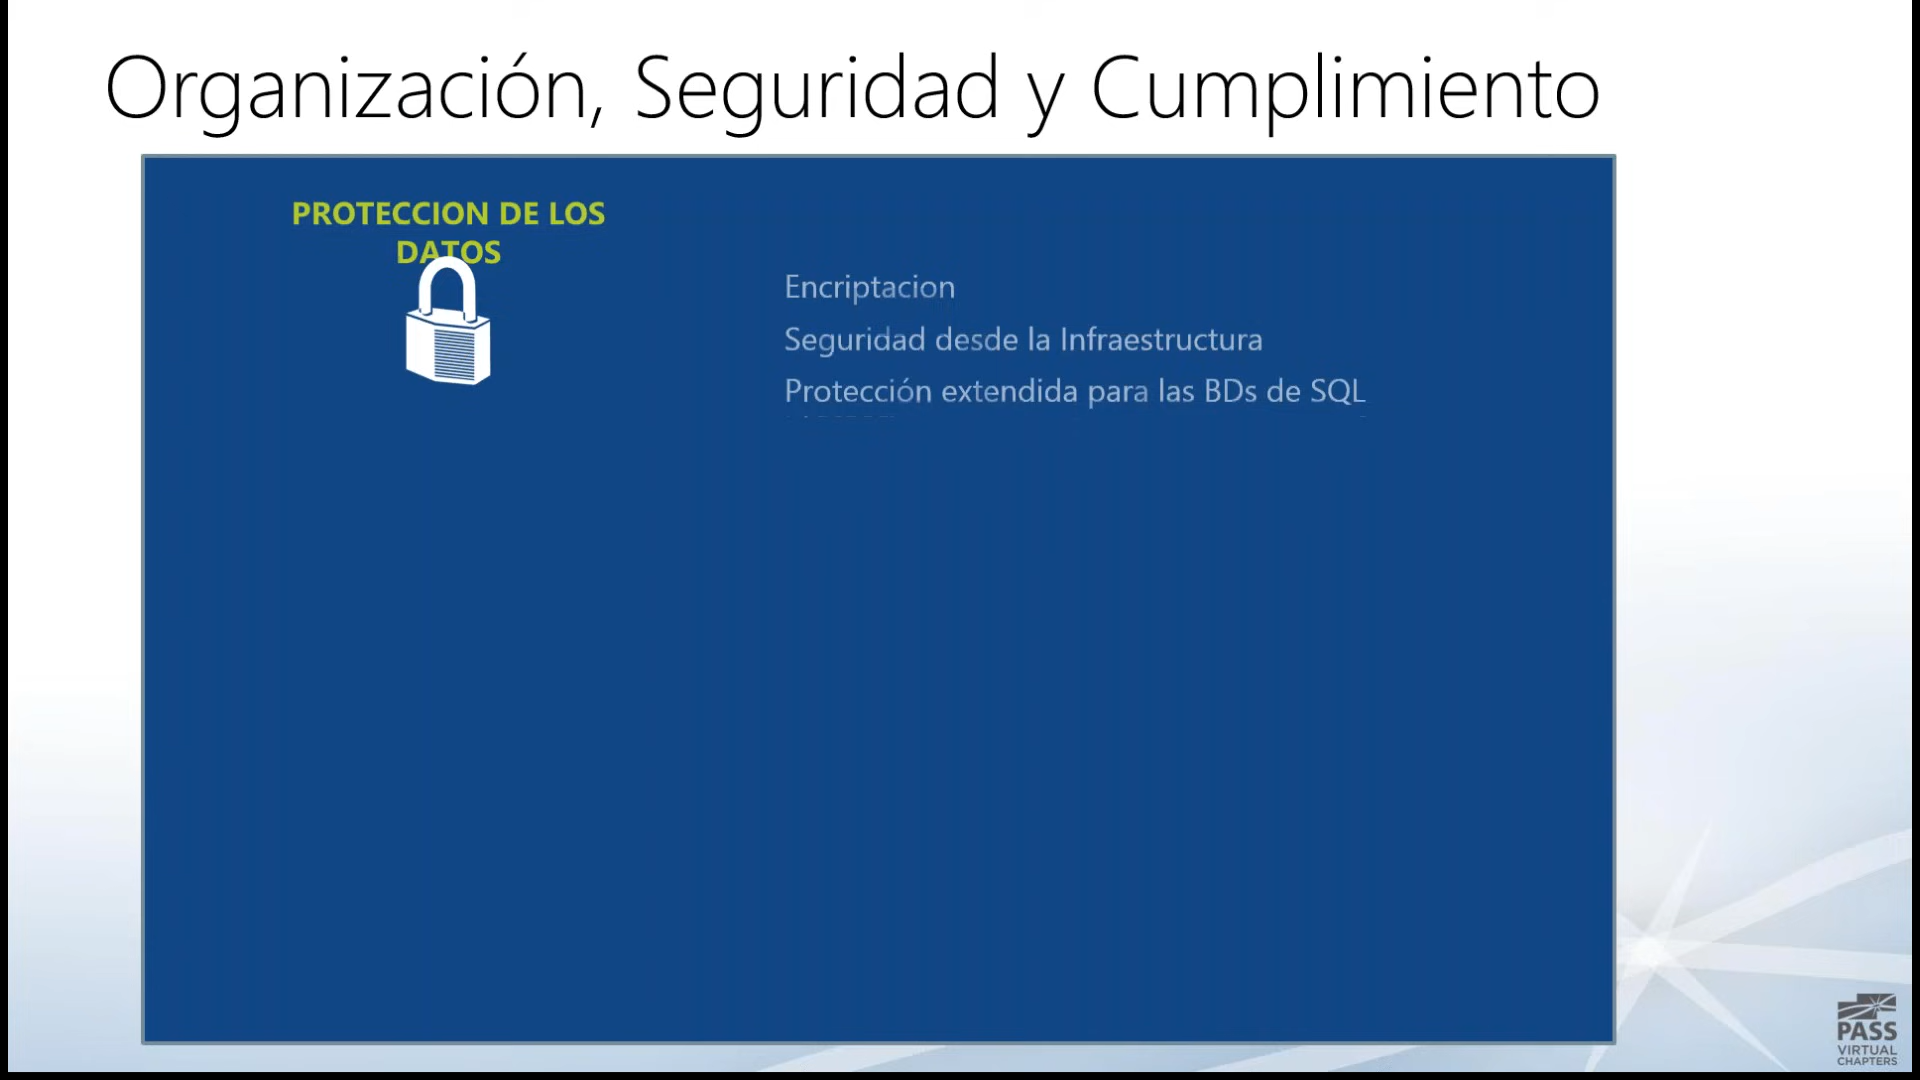 Organización, Seguridad y Cumplimiento
PROTECCION DE LOS
DATOS
Encriptacion
Seguridad desde la Infraestructura
Protección extendida para las BDs de SQL
PASS
VIRTUAL
CHAPTERS